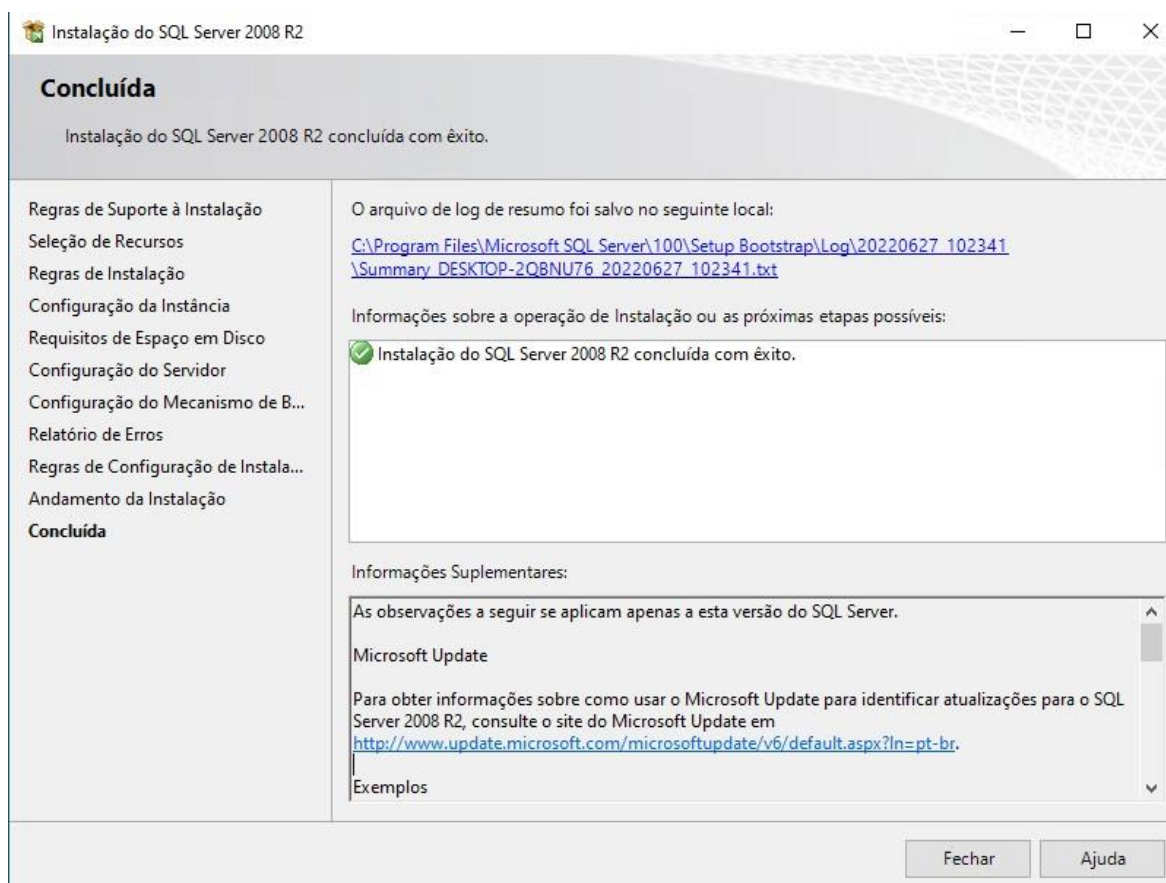 Instalação do SQL Server 2008 R2
Concluída
Instalação do SQL Server 2008 R2 concluída com êxito.
Regras de Suporte à Instalação
Seleção de Recursos
Regras de Instalação
Configuração da Instância
Requisitos de Espaço em Disco
Configuração do Servidor
Configuração do Mecanismo de B...
Relatório de Erros
Regras de Configuração de Instala...
Andamento da Instalação
Concluída
O arquivo de log de resumo foi salvo no seguinte local:
C:\Program Files\Microsoft SQL Server\100\Setup Bootstrap\Log\20220627_102341
\Summary_DESKTOP-2QBNU76_20220627_102341.txt
Informações sobre a operação de Instalação ou as próximas etapas possíveis:
Instalação do SQL Server 2008 R2 concluída com êxito.
Informações Suplementares:
As observações a seguir se aplicam apenas a esta versão do SQL Server.
Microsoft Update
Para obter informações sobre como usar o Microsoft Update para identificar atualizações para o SQL
Server 2008 R2, consulte o site do Microsoft Update em
http://www.update.microsoft.com/microsoftupdate/v6/default.aspx?ln=pt-br.
Exemplos
Fechar
Ajuda